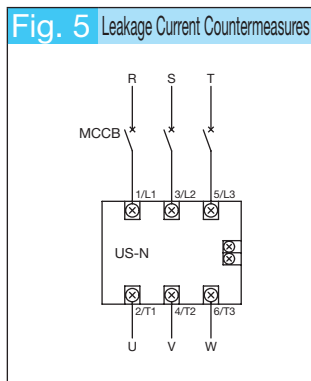 Fig. 5 Leakage Current Countermeasures
R S T
MCCB
1/L1 3/L2 5/L3
US-N
2/T1 4/T2 6/T3
U V W